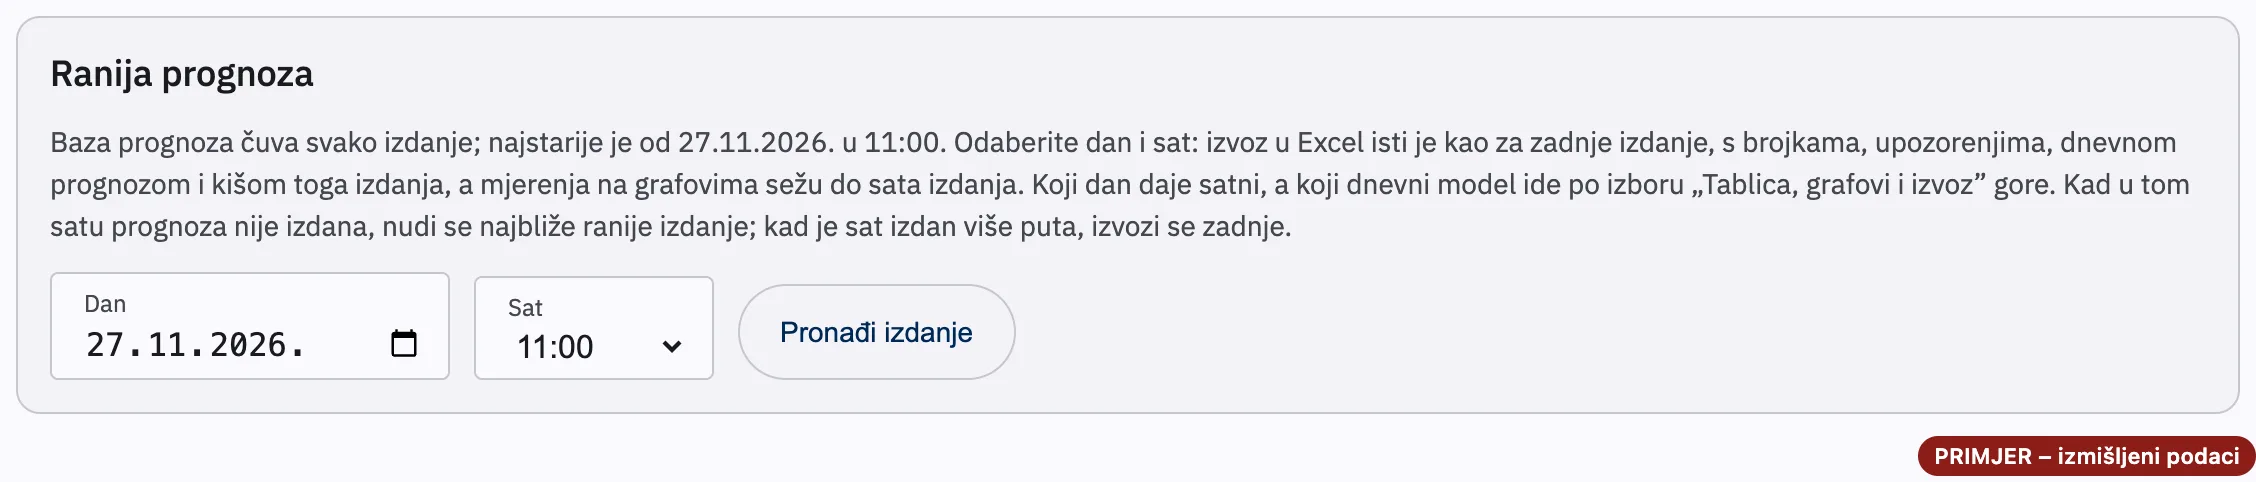 Ranija prognoza
Baza prognoza čuva svako izdanje; najstarije je od 27.11.2026. u 11:00. Odaberite dan i sat: izvoz u Excel isti je kao za zadnje izdanje, s brojkama, upozorenjima, dnevnom
prognozom i kišom toga izdanja, a mjerenja na grafovima sežu do sata izdanja. Koji dan daje satni, a koji dnevni model ide po izboru „Tablica, grafovi i izvoz” gore. Kad u tom
satu prognoza nije izdana, nudi se najbliže ranije izdanje; kad je sat izdan više puta, izvozi se zadnje.
Dan
27.11.2026.
Sat
11:00
Pronađi izdanje
PRIMJER – izmišljeni podaci